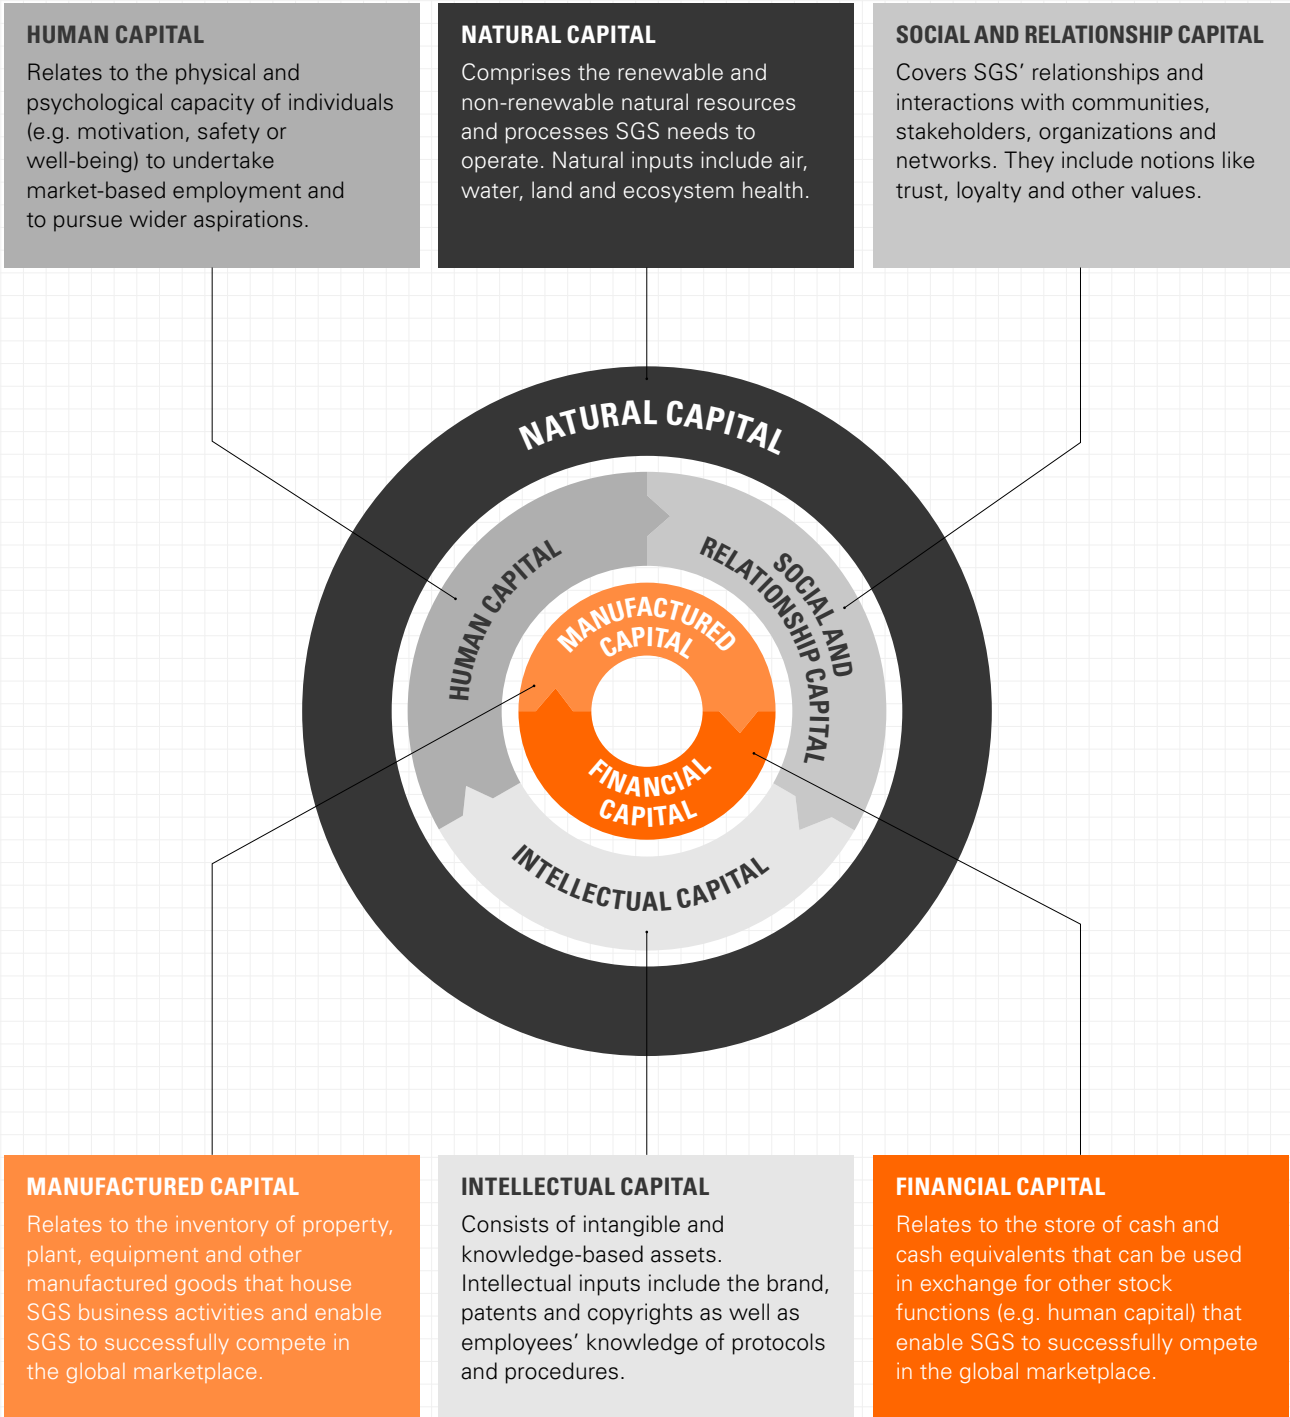 HUMAN CAPITAL
Relates to the physical and
psychological capacity of individuals
(e.g. motivation, safety or
well-being) to undertake
market-based employment and
to pursue wider aspirations.
NATURAL CAPITAL
Comprises the renewable and
non-renewable natural resources
and processes SGS needs to
operate. Natural inputs include air,
water, land and ecosystem health.
SOCIAL AND RELATIONSHIP CAPITAL
Covers SGS’ relationships and
interactions with communities,
stakeholders, organizations and
networks. They include notions like
trust, loyalty and other values.
NATURAL CAPITAL
HUMAN CAPITAL
SOCIAL AND
RELATIONSHIP CAPITAL
MANUFACTURED
CAPITAL
FINANCIAL
CAPITAL
INTELLECTUAL CAPITAL
MANUFACTURED CAPITAL
Relates to the inventory of property,
plant, equipment and other
manufactured goods that house
SGS business activities and enable
SGS to successfully compete in
the global marketplace.
INTELLECTUAL CAPITAL
Consists of intangible and
knowledge-based assets.
Intellectual inputs include the brand,
patents and copyrights as well as
employees’ knowledge of protocols
and procedures.
FINANCIAL CAPITAL
Relates to the store of cash and
cash equivalents that can be used
in exchange for other stock
functions (e.g. human capital) that
enable SGS to successfully ompete
in the global marketplace.